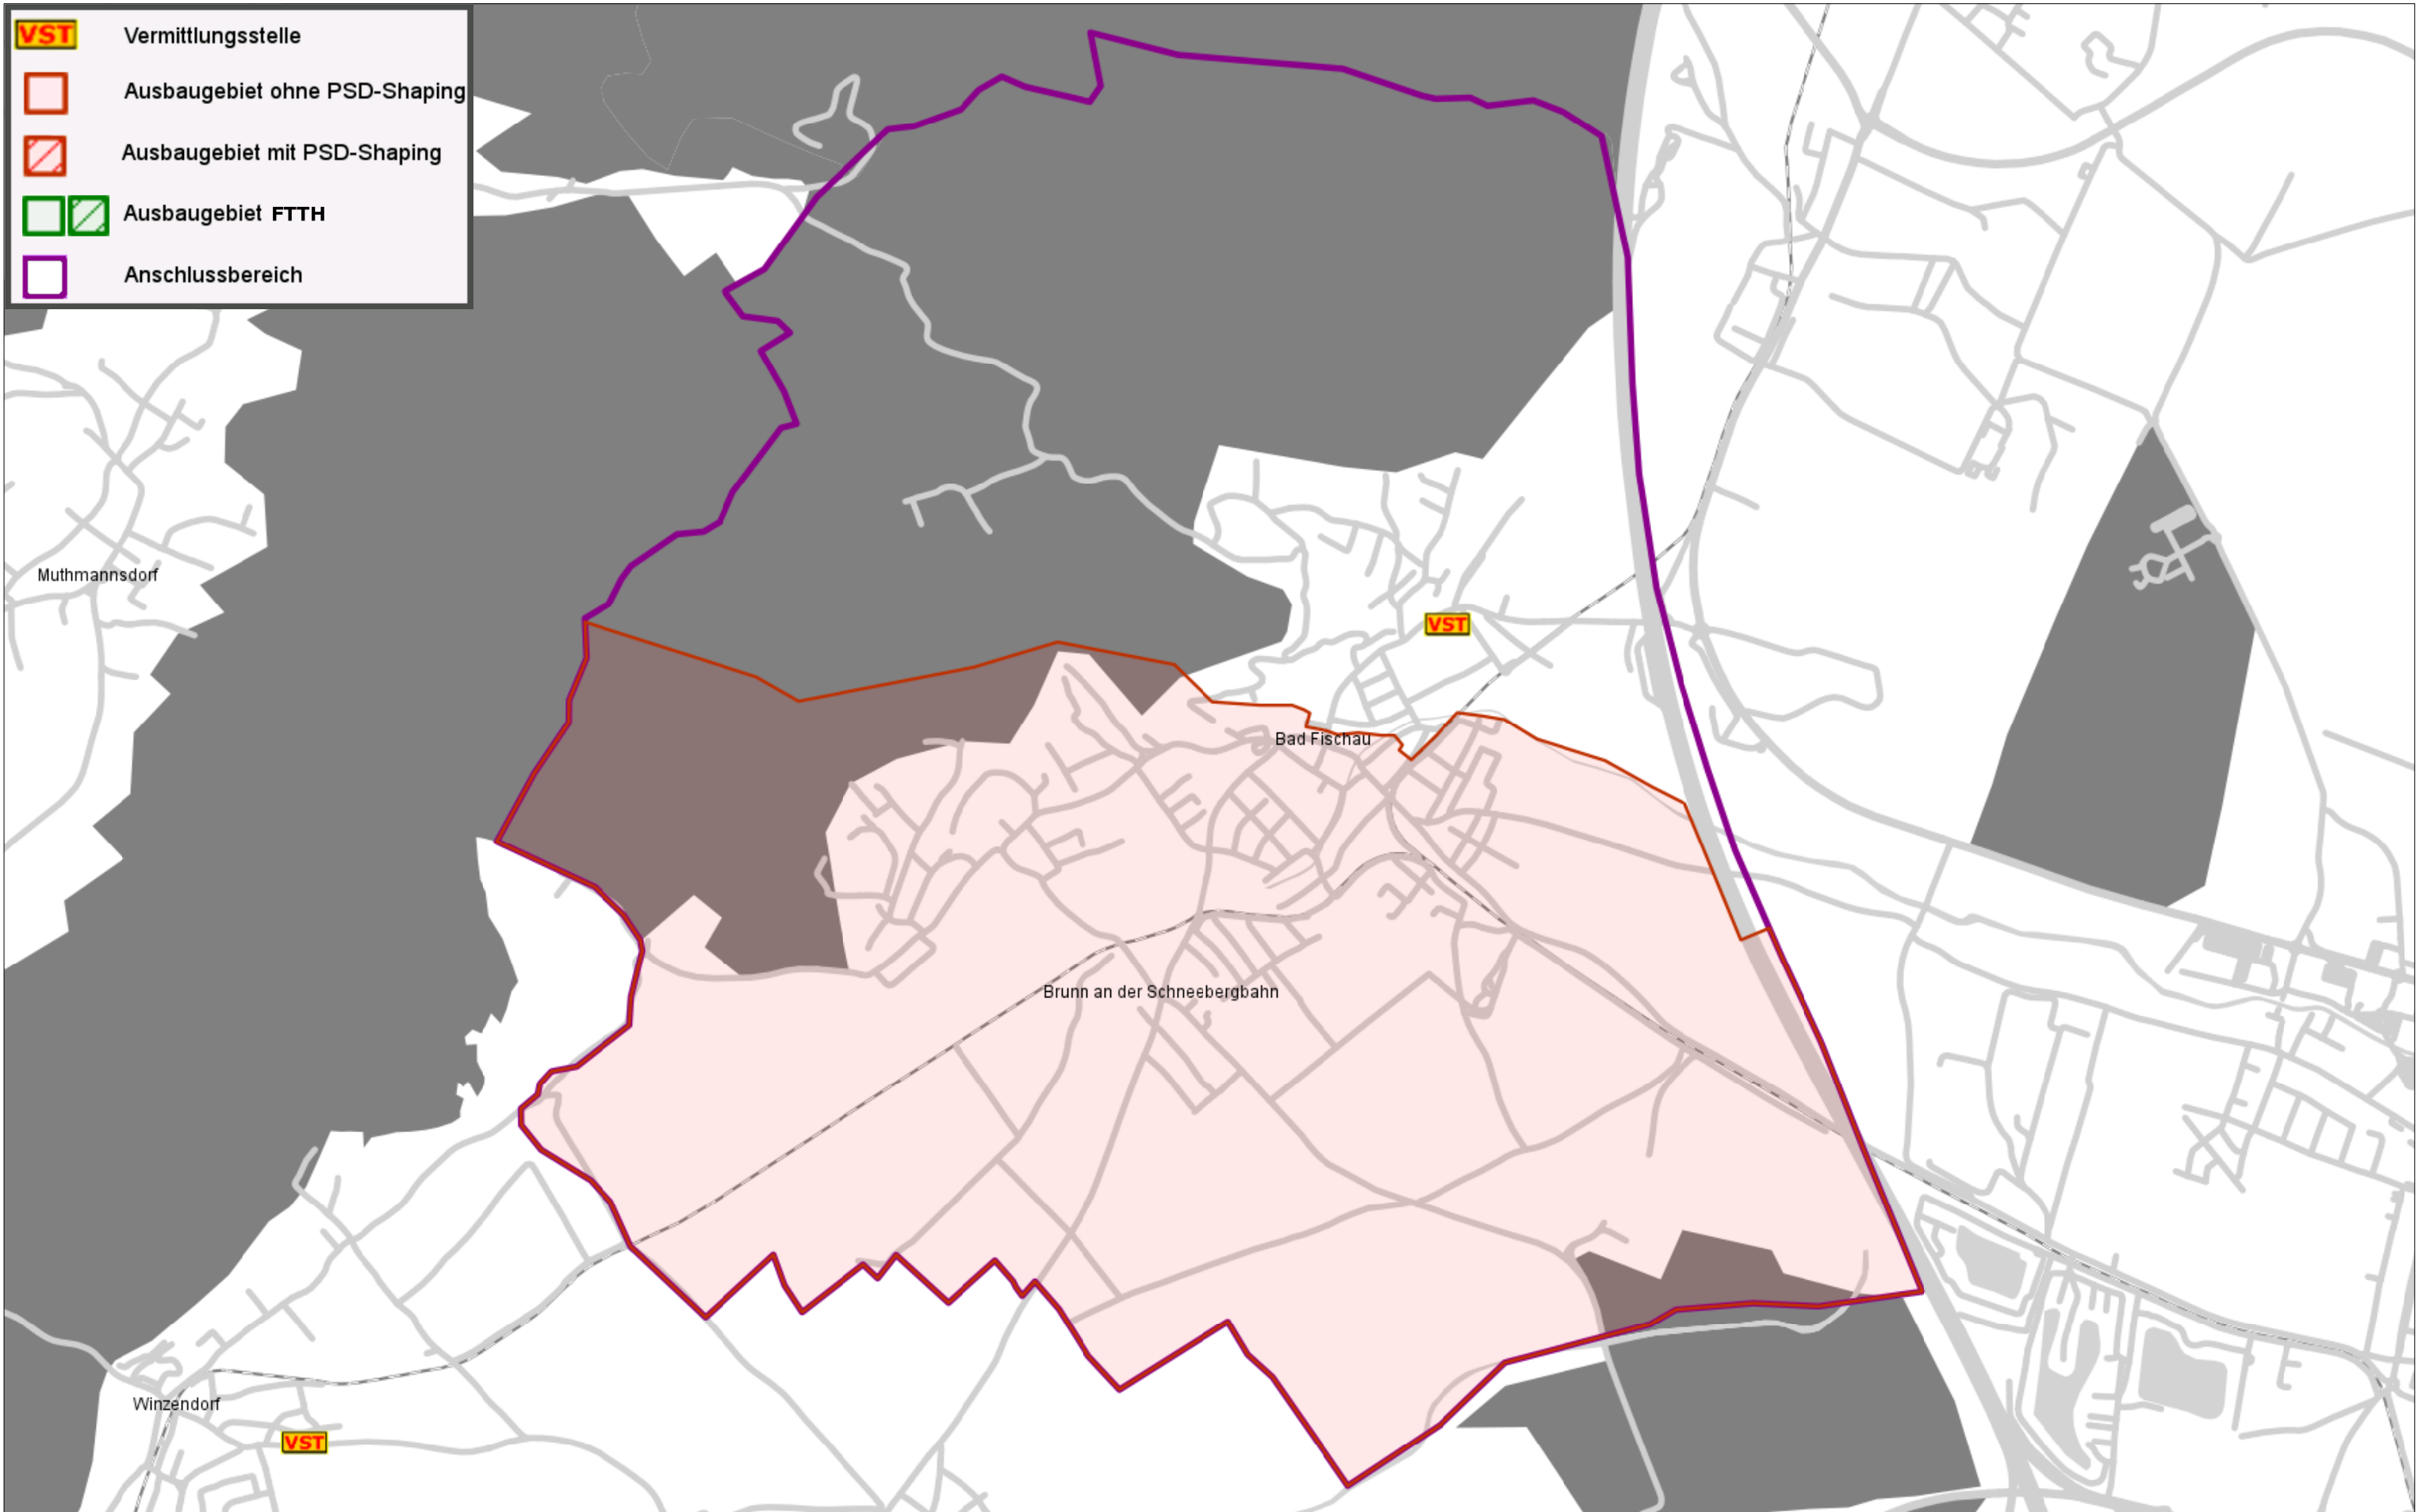 VST Vermittlungsstelle
Ausbaugebiet ohne PSD-Shaping
Ausbaugebiet mit PSD-Shaping
Ausbaugebiet FTTH
Anschlussbereich
Muthmannsdorf
VST
Bad Fischau
Brunn an der Schneebergbahn
Winzendorf
VST